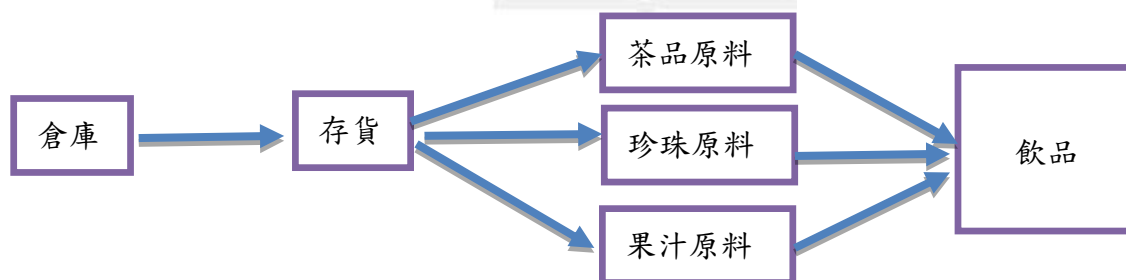 倉庫
存貨
茶品原料
珍珠原料
果汁原料
飲品